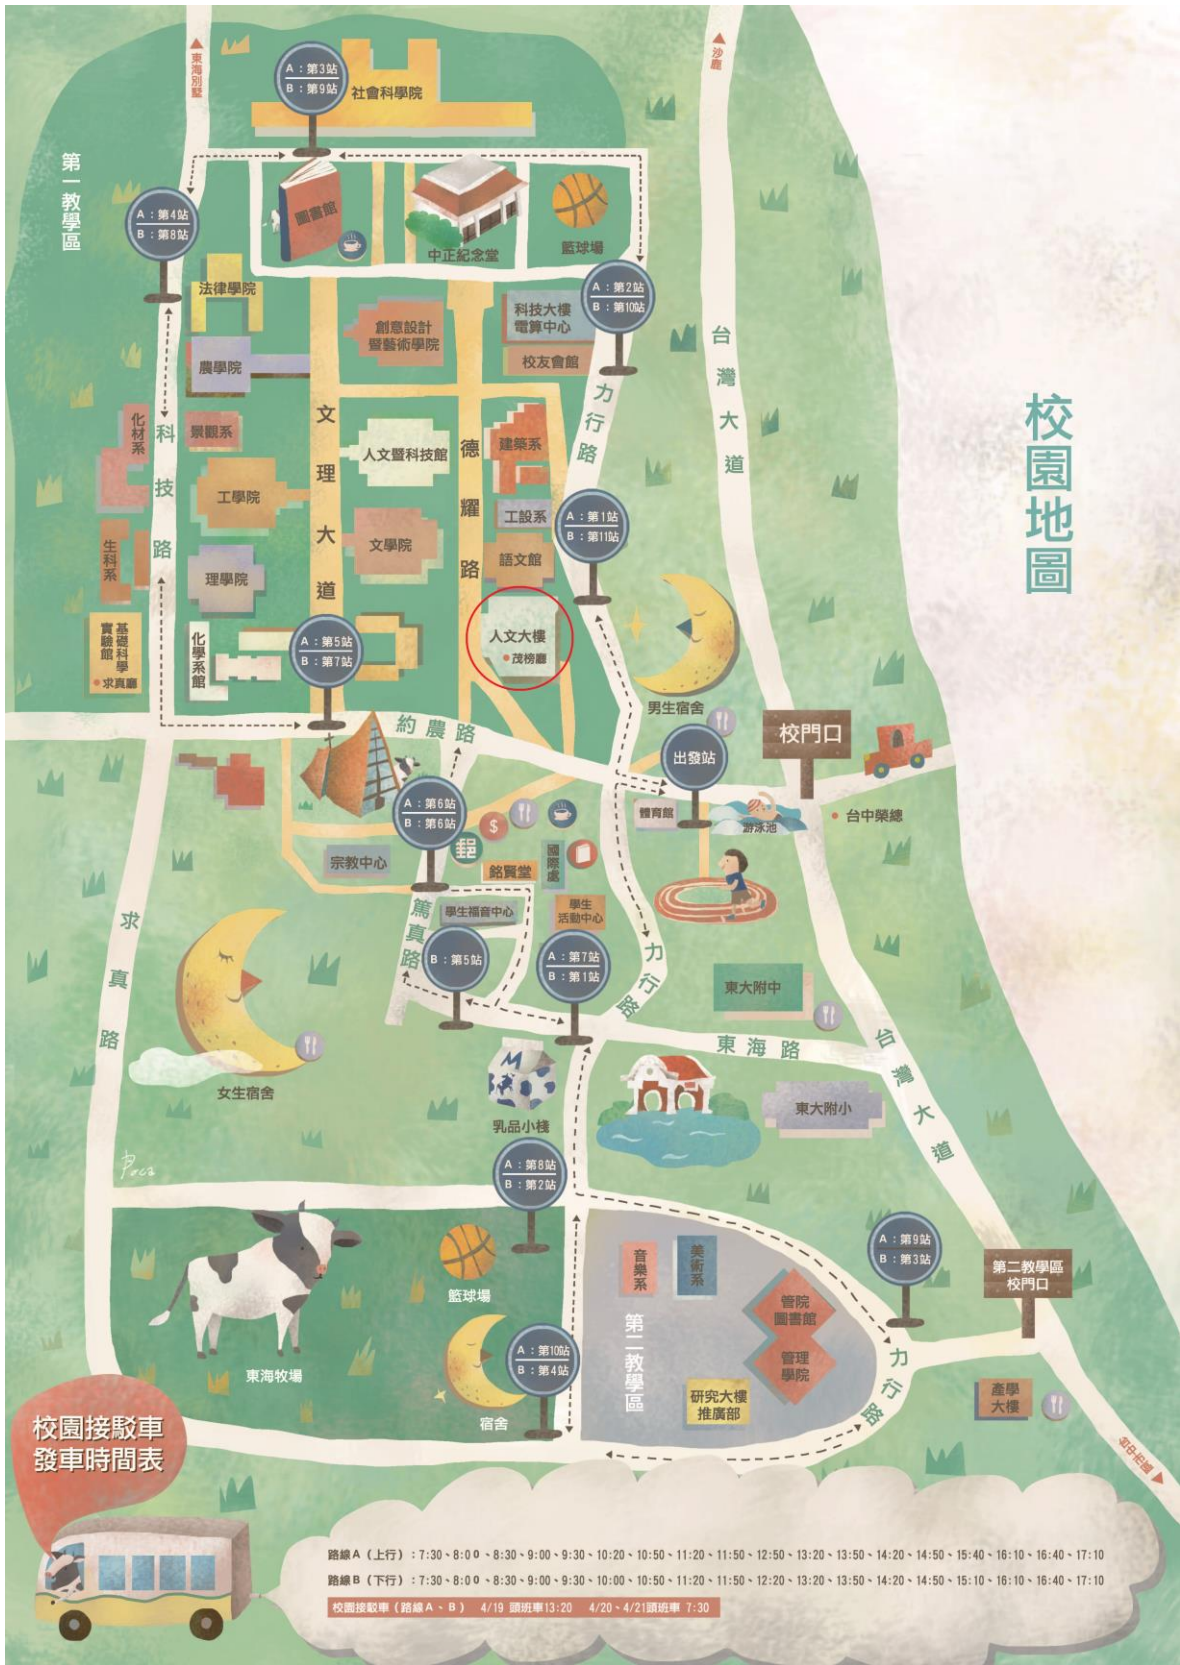 東海別墅
沙鹿
A：第3站
B：第9站
社會科學院
第一教學區
A：第4站
B：第8站
圖書館
中正紀念堂
籃球場
法律學院
A：第2站
B：第10站
創意設計
暨藝術學院
科技大樓
電算中心
校友會館
農學院
台灣大道
力行路
校園地圖
化材系
科技路
景觀系
文理大道
人文暨科技館
德耀路
建築系
工學院
工設系
A：第1站
B：第11站
生科系
理學院
文學院
語文館
基礎科學
實驗館
求真廳
化學系館
A：第5站
B：第7站
人文大樓
茂榜廳
男生宿舍
約農路
出發站
校門口
A：第6站
B：第6站
$
郵
體育館
游泳池
台中榮總
宗教中心
銘賢堂
國際處
求真路
篤真路
學生福音中心
學生
活動中心
B：第5站
A：第7站
B：第1站
力行路
東大附中
東海路
台灣大道
女生宿舍
M
乳品小棧
東大附小
Paca
A：第8站
B：第2站
籃球場
東海牧場
音樂系
美術系
A：第9站
B：第3站
第二教學區
校門口
管院
圖書館
管理
學院
第二教學區
A：第10站
B：第4站
宿舍
研究大樓
推廣部
力行路
產學
大樓
台中市區
校園接駁車
發車時間表
路線A（上行）：7:30、8:00、8:30、9:00、9:30、10:20、10:50、11:20、11:50、12:50、13:20、13:50、14:20、14:50、15:40、16:10、16:40、17:10
路線B（下行）：7:30、8:00、8:30、9:00、9:30、10:00、10:50、11:20、11:50、12:20、13:20、13:50、14:20、14:50、15:10、16:10、16:40、17:10
校園接駁車（路線A、B） 4/19 頭班車13:20 4/20、4/21頭班車 7:30